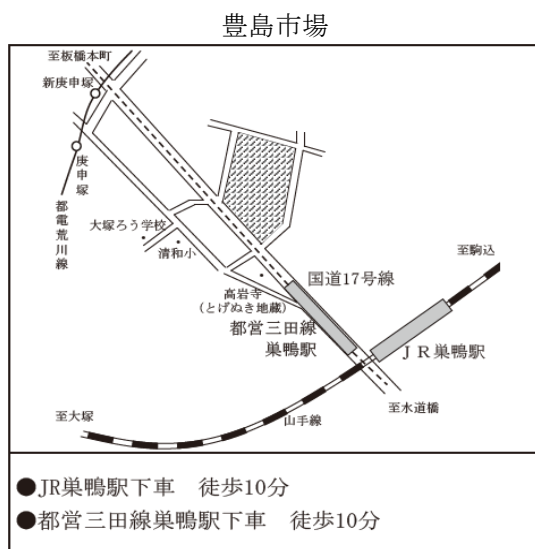 豊島市場
至板橋本町
新庚申塚
庚申塚
都電荒川線
大塚ろう学校
清和小
高岩寺
(とげぬき地蔵)
国道17号線
至駒込
都営三田線
巣鴨駅
JR巣鴨駅
至水道橋
至大塚
山手線
●JR巣鴨駅下車 徒歩10分
●都営三田線巣鴨駅下車 徒歩10分